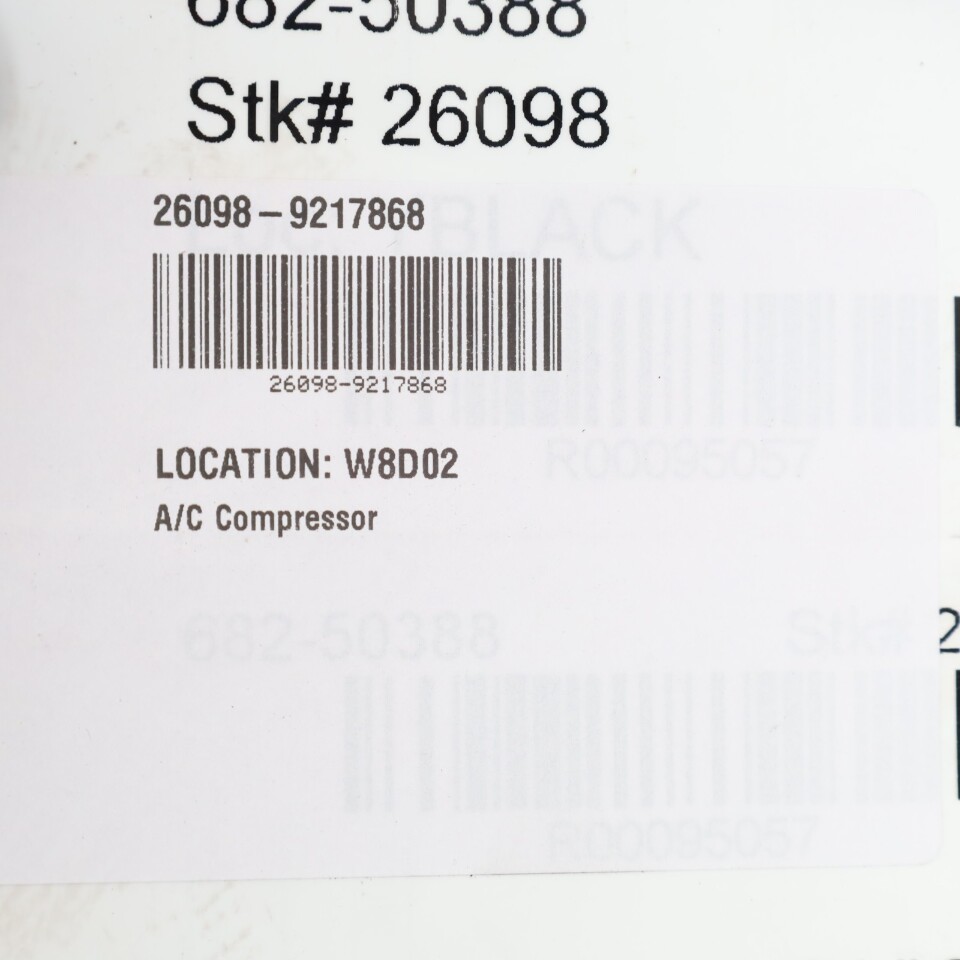 682-50388
Stk# 26098
26098-9217868
BLACK
26098-9217868
R00095057
LOCATION: W8D02
A/C Compressor
682-50388 Stk# 2
R00095057